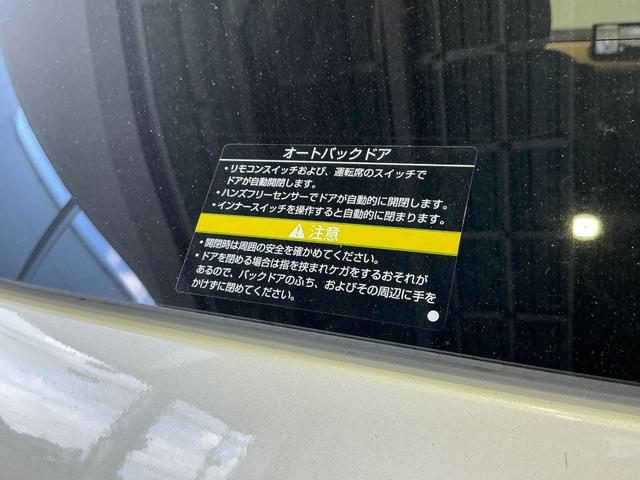 オートバックドア
・リモコンスイッチおよび、運転席のスイッチで
ドアが自動開閉します。
・ハンズフリーセンサーでドアが自動的に開閉します。
・インナースイッチを操作すると自動的に閉まります。
注意
・開閉時は周囲の安全を確かめてください。
・ドアを閉める場合は指を挟まれケガをするおそれが
あるので、バックドアのふち、およびその周辺に手を
かけずに閉めてください。